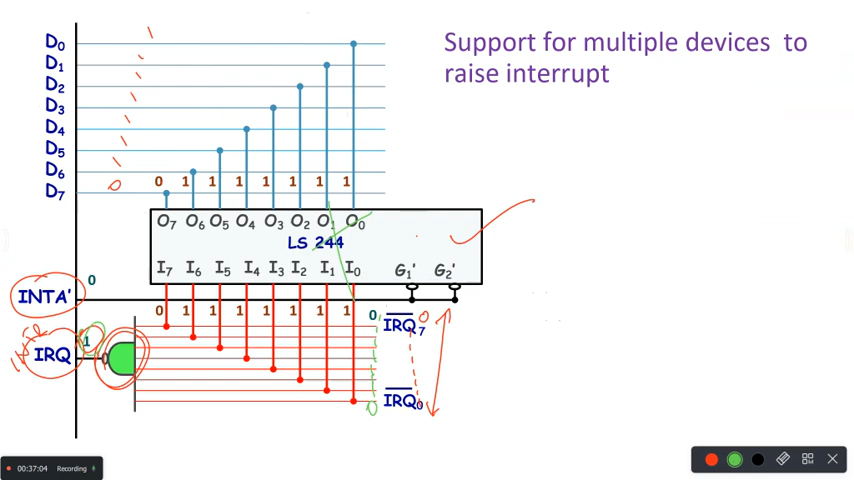 Support for multiple devices to
raise interrupt
D₀
D₁
D₂
D₃
D₄
D₅
D₆
D₇
0 1 1 1 1 1 1 1
O₇ O₆ O₅ O₄ O₃ O₂ O₁ O₀
LS 244
I₇ I₆ I₅ I₄ I₃ I₂ I₁ I₀ G₁' G₂'
INTA' 0
0 1 1 1 1 1 1 1 0
IRQ₇ 0
INTR
IRQ 1
IRQ₀
0
00:37:04 Recording